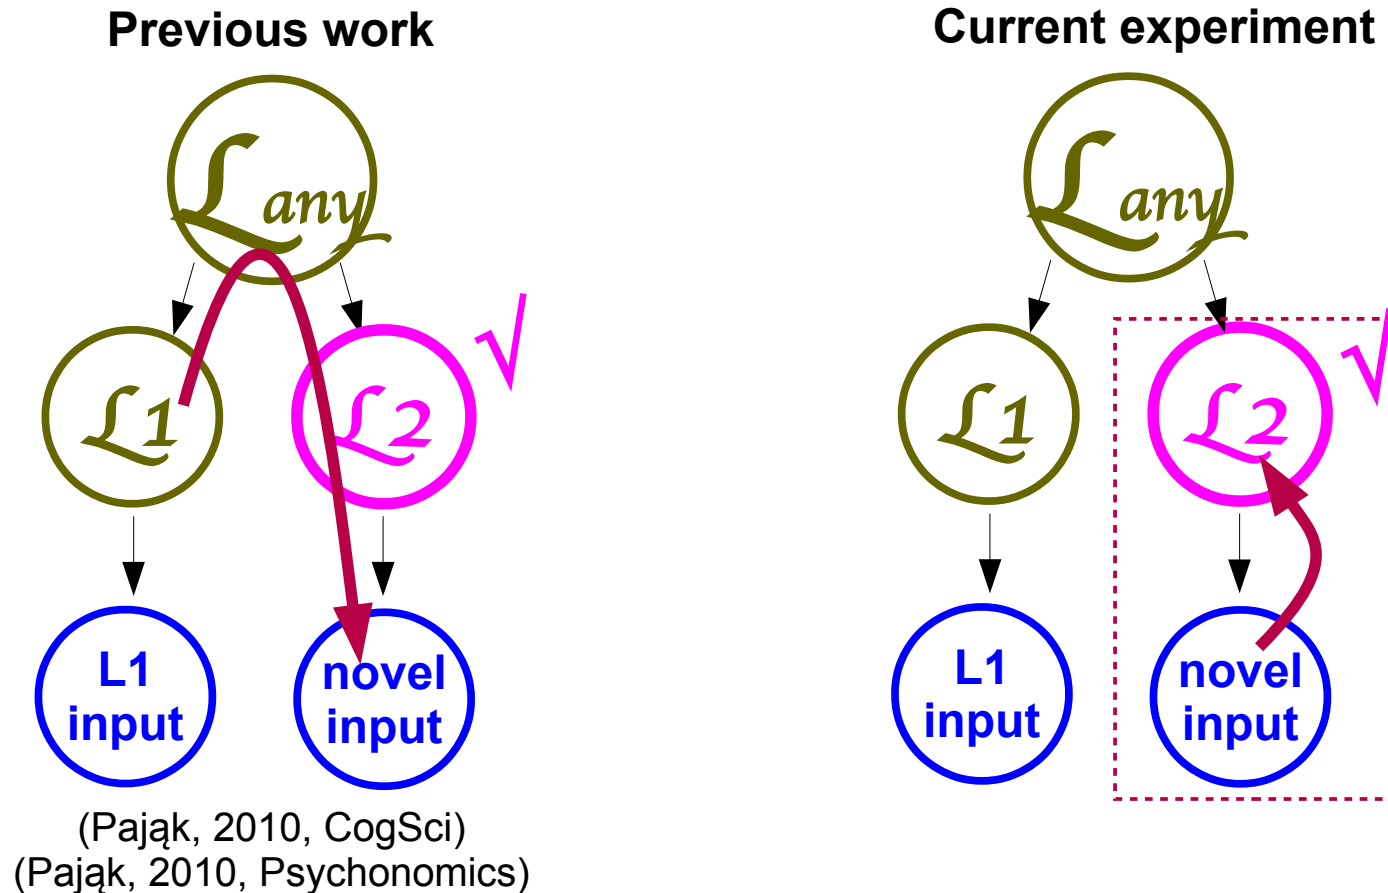 Previous work
ℒany
ℒ1
ℒ2
√
L1
input
novel
input
(Pająk, 2010, CogSci)
(Pająk, 2010, Psychonomics)
Current experiment
ℒany
ℒ1
ℒ2
√
L1
input
novel
input